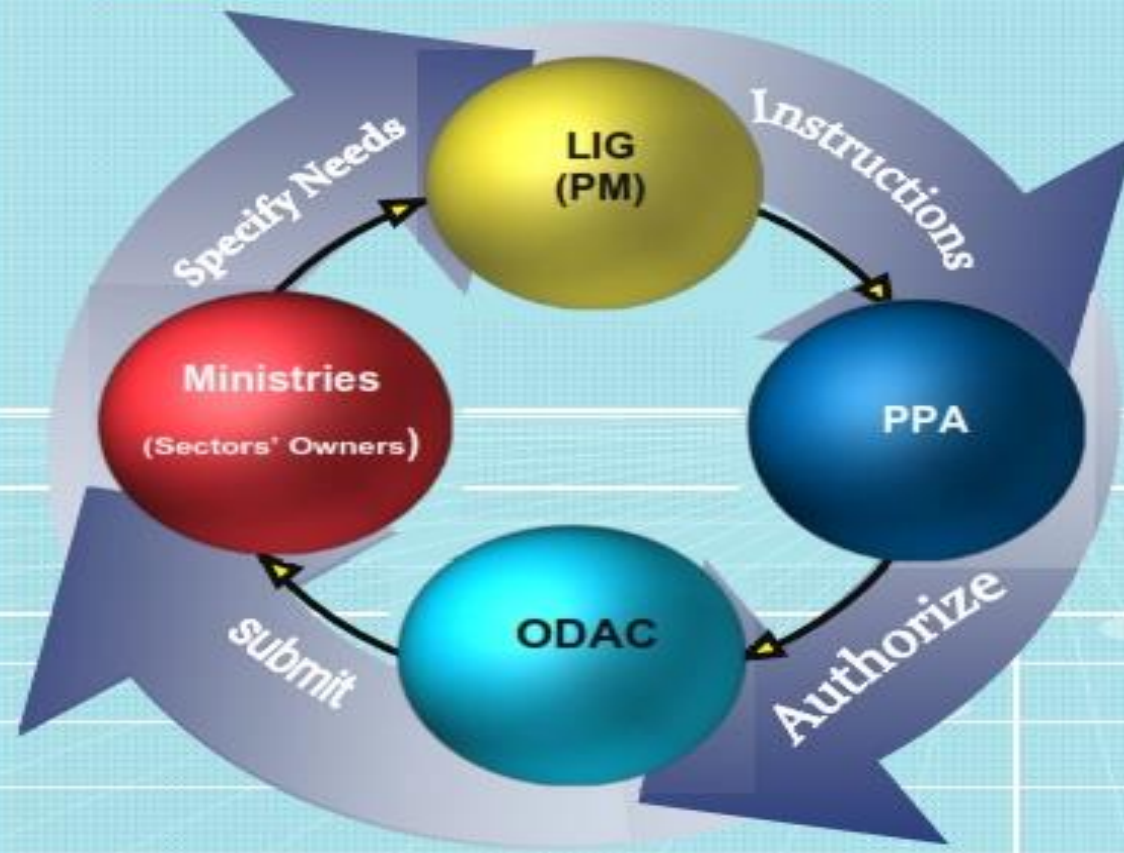 Specify Needs
LIG
(PM)
Instructions
Ministries
(Sectors' Owners)
PPA
submit
ODAC
Authorize